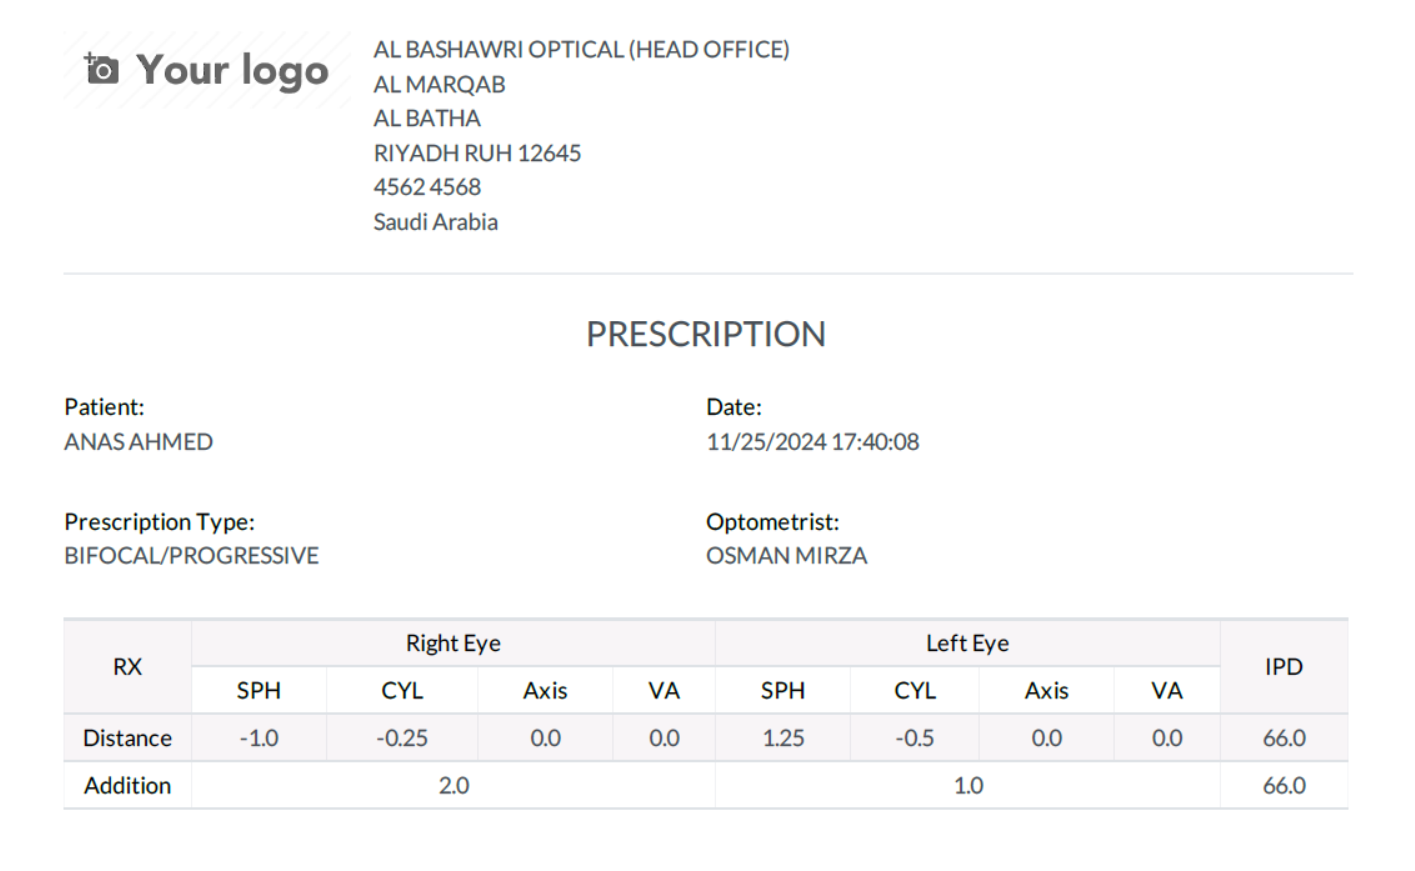 Your logo
AL BASHAWRI OPTICAL (HEAD OFFICE)
AL MARQAB
AL BATHA
RIYADH RUH 12645
4562 4568
Saudi Arabia
PRESCRIPTION
Patient:
ANAS AHMED
Date:
11/25/2024 17:40:08
Prescription Type:
BIFOCAL/PROGRESSIVE
Optometrist:
OSMAN MIRZA
RX Right Eye Left Eye IPD
SPH CYL Axis VA SPH CYL Axis VA
Distance -1.0 -0.25 0.0 0.0 1.25 -0.5 0.0 0.0 66.0
Addition 2.0 1.0 66.0